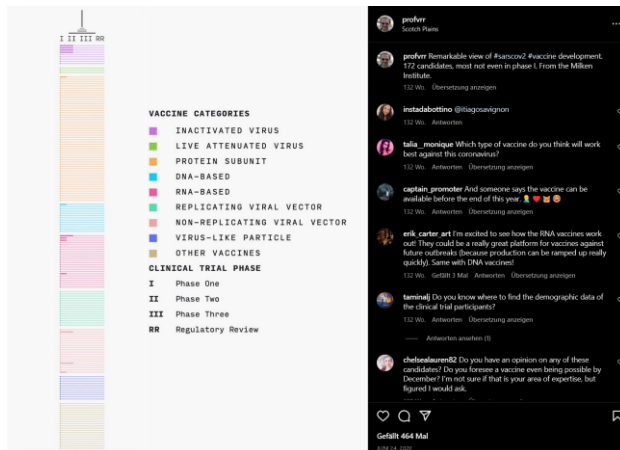 I II III RR
VACCINE CATEGORIES
INACTIVATED VIRUS
LIVE ATTENUATED VIRUS
PROTEIN SUBUNIT
DNA-BASED
RNA-BASED
REPLICATING VIRAL VECTOR
NON-REPLICATING VIRAL VECTOR
VIRUS-LIKE PARTICLE
OTHER VACCINES
CLINICAL TRIAL PHASE
I Phase One
II Phase Two
III Phase Three
RR Regulatory Review
profvrr
Scotch Plains
profvrr Remarkable view of #sarscov2 #vaccine development.
172 candidates, most not even in phase I. From the Milken
Institute.
132 Wo. Übersetzung anzeigen
instadabottino @itiagosavignon
132 Wo. Antworten
talia_monique Which type of vaccine do you think will work
best against this coronavirus?
132 Wo. Antworten Übersetzung anzeigen
captain_promoter And someone says the vaccine can be
available before the end of this year.
132 Wo. Antworten Übersetzung anzeigen
erik_carter_art I'm excited to see how the RNA vaccines work
out! They could be a really great platform for vaccines against
future outbreaks (because production can be ramped up really
quickly). Same with DNA vaccines!
132 Wo. Gefällt 3 Mal Antworten Übersetzung anzeigen
taminalj Do you know where to find the demographic data of
the clinical trial participants?
132 Wo. Antworten Übersetzung anzeigen
Antworten ansehen (1)
chelsealauren82 Do you have an opinion on any of these
candidates? Do you foresee a vaccine even being possible by
December? I'm not sure if that is your area of expertise, but
figured I would ask.
Gefällt 464 Mal
JUNI 24, 2020